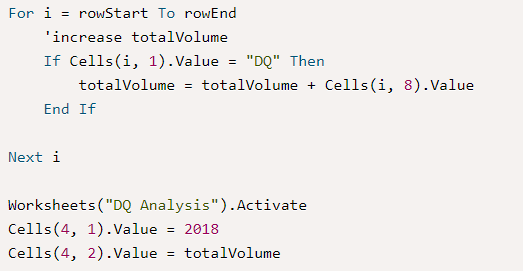 For i = rowStart To rowEnd
    'increase totalVolume
    If Cells(i, 1).Value = "DQ" Then
        totalVolume = totalVolume + Cells(i, 8).Value
    End If

Next i

Worksheets("DQ Analysis").Activate
Cells(4, 1).Value = 2018
Cells(4, 2).Value = totalVolume